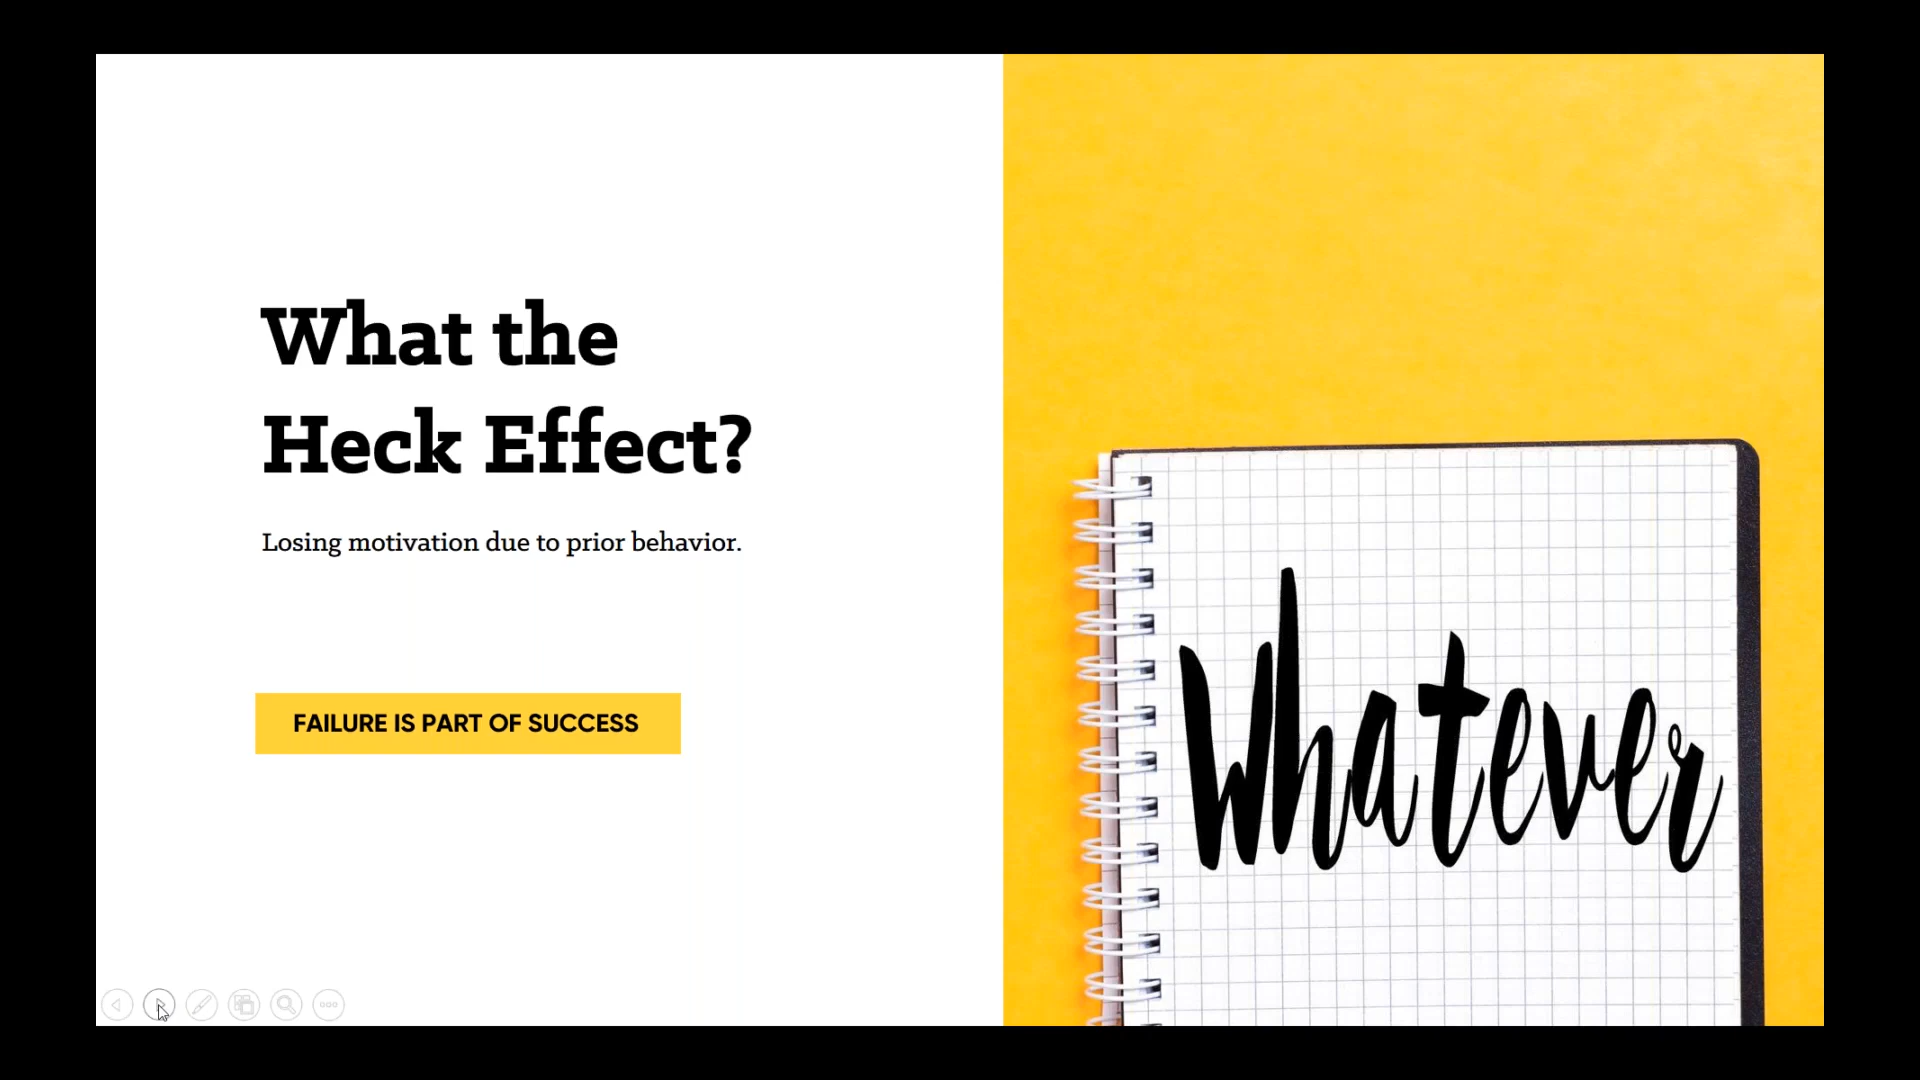 What the
Heck Effect?
Losing motivation due to prior behavior.
FAILURE IS PART OF SUCCESS
Whatever